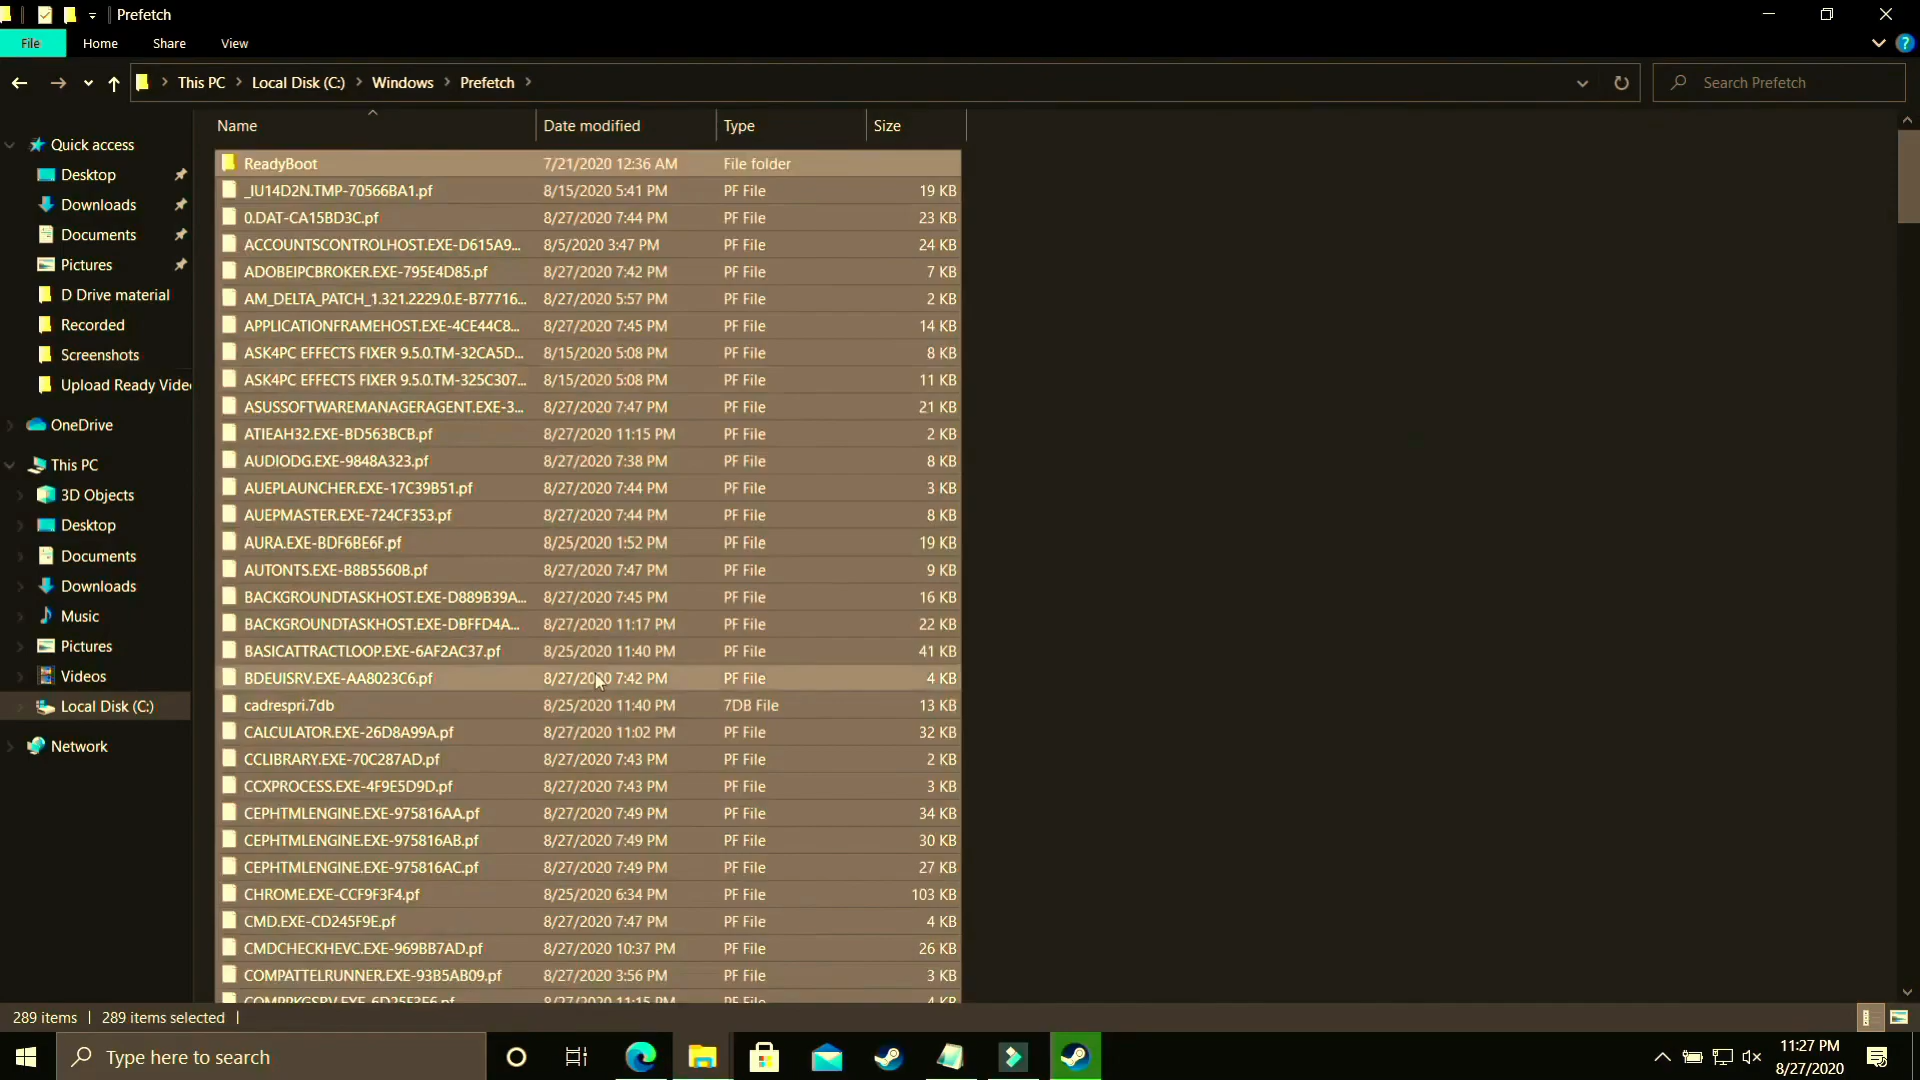 Prefetch
File Home Share View
This PC Local Disk (C:) Windows Prefetch
Search Prefetch
Name Date modified Type Size
Quick access
Desktop
Downloads
Documents
Pictures
D Drive material
Recorded
Screenshots
Upload Ready Vide
OneDrive
This PC
3D Objects
Desktop
Documents
Downloads
Music
Pictures
Videos
Local Disk (C:)
Network
ReadyBoot 7/21/2020 12:36 AM File folder
_IU14D2N.TMP-70566BA1.pf 8/15/2020 5:41 PM PF File 19 KB
0.DAT-CA15BD3C.pf 8/27/2020 7:44 PM PF File 23 KB
ACCOUNTSCONTROLHOST.EXE-D615A9... 8/5/2020 3:47 PM PF File 24 KB
ADOBEIPCBROKER.EXE-795E4D85.pf 8/27/2020 7:42 PM PF File 7 KB
AM_DELTA_PATCH_1.321.2229.0.E-B77716... 8/27/2020 5:57 PM PF File 2 KB
APPLICATIONFRAMEHOST.EXE-4CE44C8... 8/27/2020 7:45 PM PF File 14 KB
ASK4PC EFFECTS FIXER 9.5.0.TM-32CA5D... 8/15/2020 5:08 PM PF File 8 KB
ASK4PC EFFECTS FIXER 9.5.0.TM-325C307... 8/15/2020 5:08 PM PF File 11 KB
ASUSSOFTWAREMANAGERAGENT.EXE-3... 8/27/2020 7:47 PM PF File 21 KB
ATIEAH32.EXE-BD563BCB.pf 8/27/2020 11:15 PM PF File 2 KB
AUDIODG.EXE-9848A323.pf 8/27/2020 7:38 PM PF File 8 KB
AUEPLAUNCHER.EXE-17C39B51.pf 8/27/2020 7:44 PM PF File 3 KB
AUEPMASTER.EXE-724CF353.pf 8/27/2020 7:44 PM PF File 8 KB
AURA.EXE-BDF6BE6F.pf 8/25/2020 1:52 PM PF File 19 KB
AUTONTS.EXE-B8B5560B.pf 8/27/2020 7:47 PM PF File 9 KB
BACKGROUNDTASKHOST.EXE-D889B39A... 8/27/2020 7:45 PM PF File 16 KB
BACKGROUNDTASKHOST.EXE-DBFFD4A... 8/27/2020 11:17 PM PF File 22 KB
BASICATTRACTLOOP.EXE-6AF2AC37.pf 8/25/2020 11:40 PM PF File 41 KB
BDEUISRV.EXE-AA8023C6.pf 8/27/2020 7:42 PM PF File 4 KB
cadrespri.7db 8/25/2020 11:40 PM 7DB File 13 KB
CALCULATOR.EXE-26D8A99A.pf 8/27/2020 11:02 PM PF File 32 KB
CCLIBRARY.EXE-70C287AD.pf 8/27/2020 7:43 PM PF File 2 KB
CCXPROCESS.EXE-4F9E5D9D.pf 8/27/2020 7:43 PM PF File 3 KB
CEPHTMLENGINE.EXE-975816AA.pf 8/27/2020 7:49 PM PF File 34 KB
CEPHTMLENGINE.EXE-975816AB.pf 8/27/2020 7:49 PM PF File 30 KB
CEPHTMLENGINE.EXE-975816AC.pf 8/27/2020 7:49 PM PF File 27 KB
CHROME.EXE-CCF9F3F4.pf 8/25/2020 6:34 PM PF File 103 KB
CMD.EXE-CD245F9E.pf 8/27/2020 7:47 PM PF File 4 KB
CMDCHECKHEVC.EXE-969BB7AD.pf 8/27/2020 10:37 PM PF File 26 KB
COMPATTELRUNNER.EXE-93B5AB09.pf 8/27/2020 3:56 PM PF File 3 KB
8/27/2020 11:15 PM PF File 4 KB
289 items 289 items selected
Type here to search
11:27 PM
8/27/2020